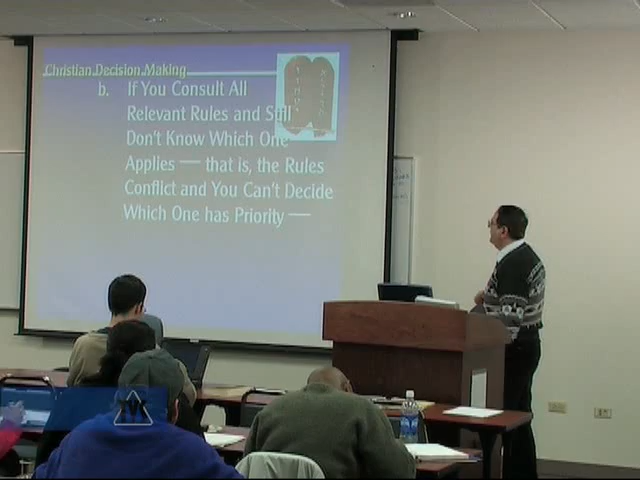 Christian Decision Making
b. If You Consult All
Relevant Rules and Still
Don't Know Which One
Applies — that is, the Rules
Conflict and You Can't Decide
Which One has Priority —